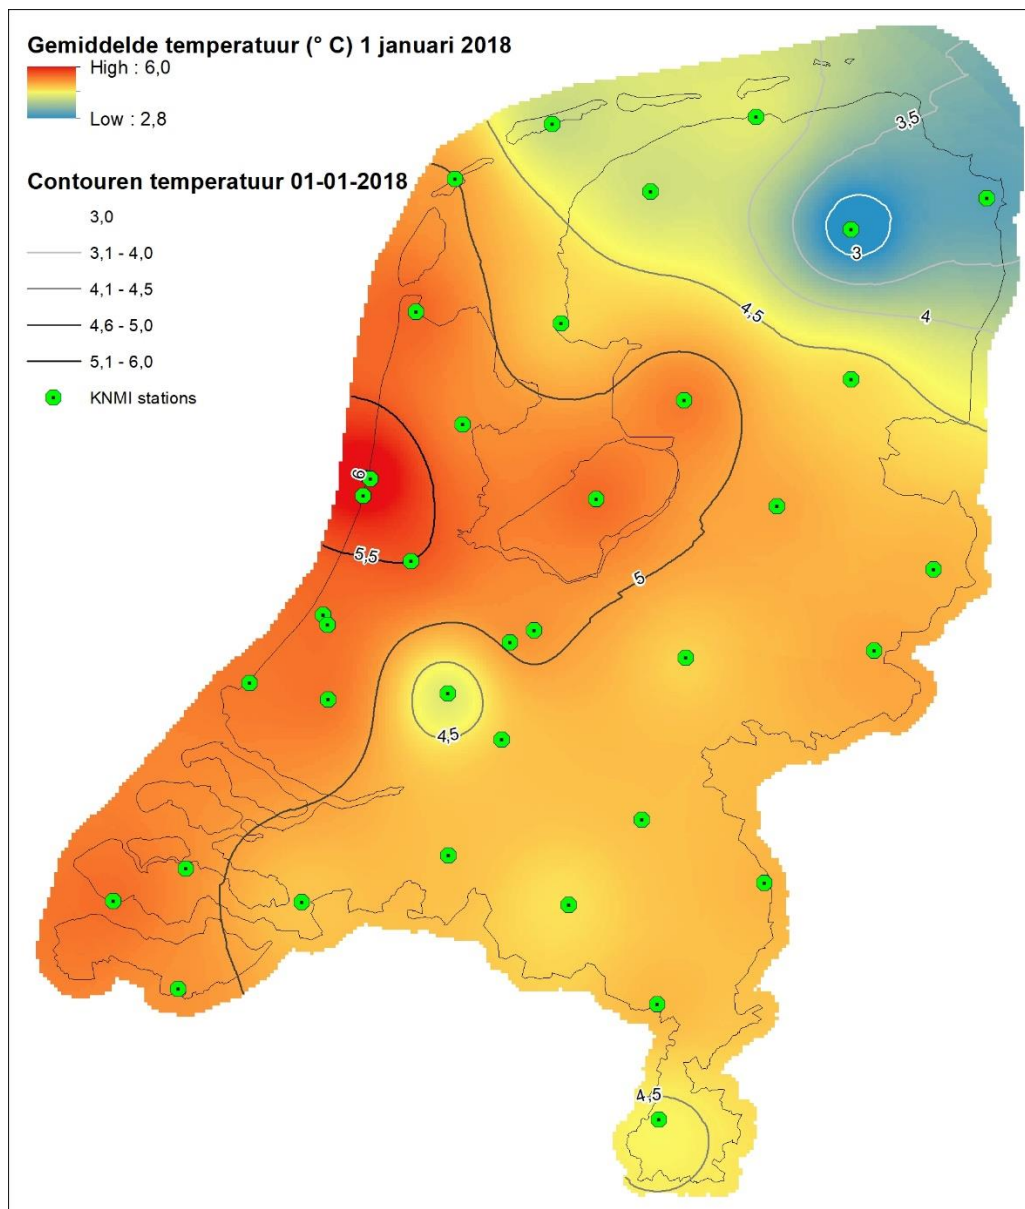 Gemiddelde temperatuur (° C) 1 januari 2018
High : 6,0
Low : 2,8
Contouren temperatuur 01-01-2018
3,0
3,1 - 4,0
4,1 - 4,5
4,6 - 5,0
5,1 - 6,0
KNMI stations
3,5
3
4
4,5
6
5,5
5
4,5
4,5